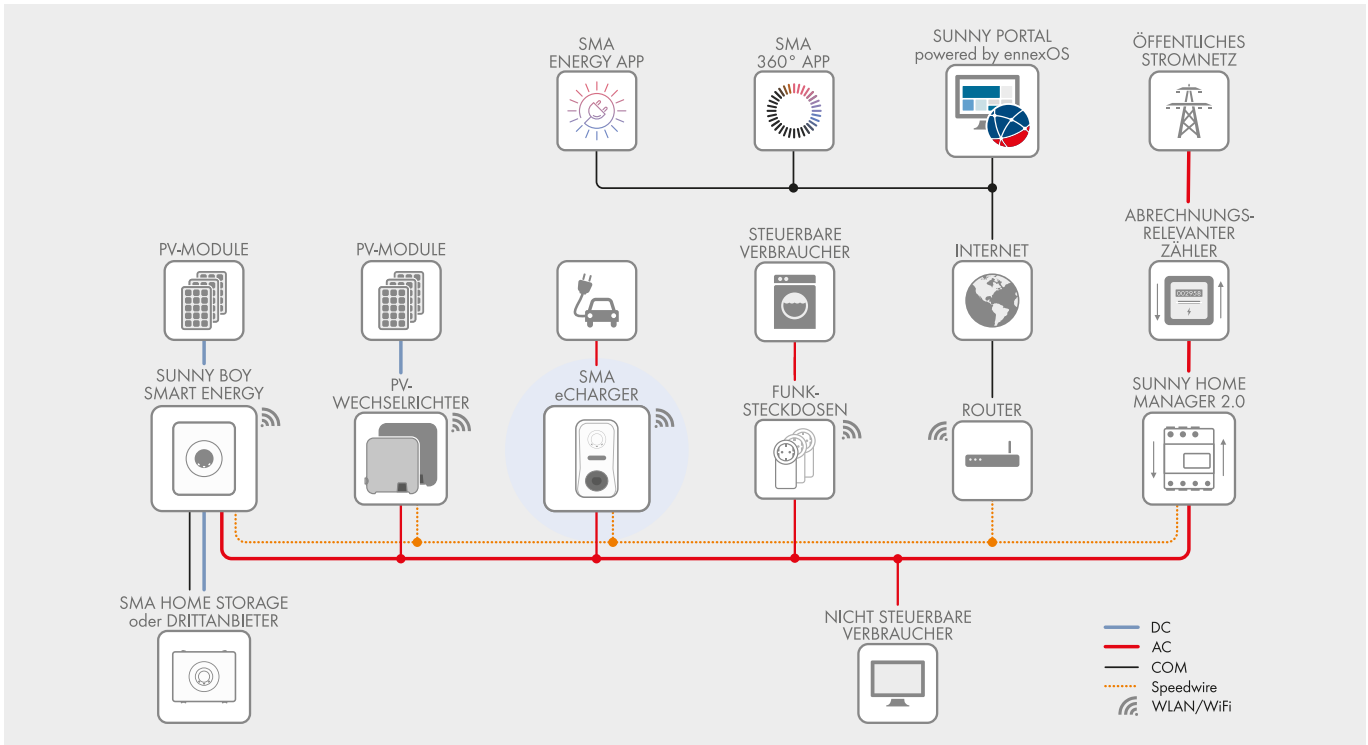 SMA
ENERGY APP
SMA
360° APP
SUNNY PORTAL
powered by ennexOS
ÖFFENTLICHES
STROMNETZ
PV-MODULE
PV-MODULE
STEUERBARE
VERBRAUCHER
INTERNET
ABRECHNUNGS-
RELEVANTER
ZÄHLER
002958
SUNNY BOY
SMART ENERGY
PV-
WECHSELRICHTER
SMA
eCHARGER
FUNK-
STECKDOSEN
ROUTER
SUNNY HOME
MANAGER 2.0
SMA HOME STORAGE
oder DRITTANBIETER
NICHT STEUERBARE
VERBRAUCHER
DC
AC
COM
Speedwire
WLAN/WiFi